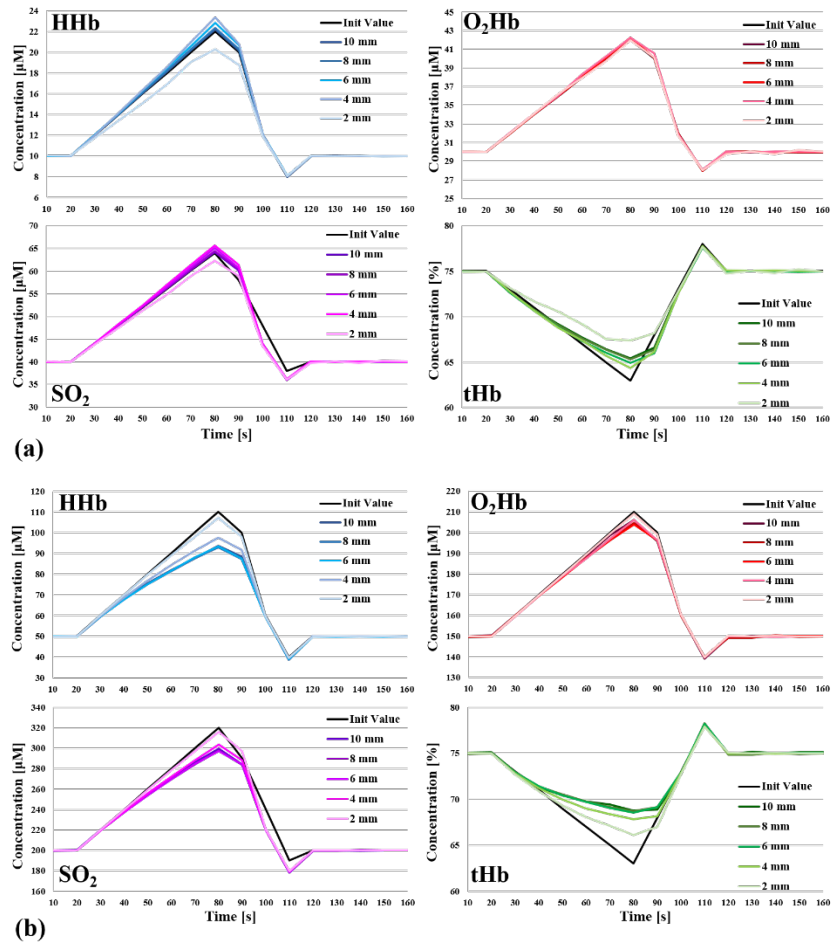 HHb
Concentration [µM]
24
22
20
18
16
14
12
10
8
6
10 20 30 40 50 60 70 80 90 100 110 120 130 140 150 160
Init Value
10 mm
8 mm
6 mm
4 mm
2 mm
O₂Hb
Concentration [µM]
45
43
41
39
37
35
33
31
29
27
25
10 20 30 40 50 60 70 80 90 100 110 120 130 140 150 160
Init Value
10 mm
8 mm
6 mm
4 mm
2 mm
SO₂
Concentration [µM]
70
65
60
55
50
45
40
35
30
10 20 30 40 50 60 70 80 90 100 110 120 130 140 150 160
Time [s]
Init Value
10 mm
8 mm
6 mm
4 mm
2 mm
tHb
Concentration [%]
80
75
70
65
60
10 20 30 40 50 60 70 80 90 100 110 120 130 140 150 160
Time [s]
Init Value
10 mm
8 mm
6 mm
4 mm
2 mm
(a)
HHb
Concentration [µM]
120
110
100
90
80
70
60
50
40
30
10 20 30 40 50 60 70 80 90 100 110 120 130 140 150 160
Init Value
10 mm
8 mm
6 mm
4 mm
2 mm
O₂Hb
Concentration [µM]
220
210
200
190
180
170
160
150
140
130
10 20 30 40 50 60 70 80 90 100 110 120 130 140 150 160
Init Value
10 mm
8 mm
6 mm
4 mm
2 mm
SO₂
Concentration [µM]
340
320
300
280
260
240
220
200
180
160
10 20 30 40 50 60 70 80 90 100 110 120 130 140 150 160
Time [s]
Init Value
10 mm
8 mm
6 mm
4 mm
2 mm
tHb
Concentration [%]
80
75
70
65
60
10 20 30 40 50 60 70 80 90 100 110 120 130 140 150 160
Time [s]
Init Value
10 mm
8 mm
6 mm
4 mm
2 mm
(b)